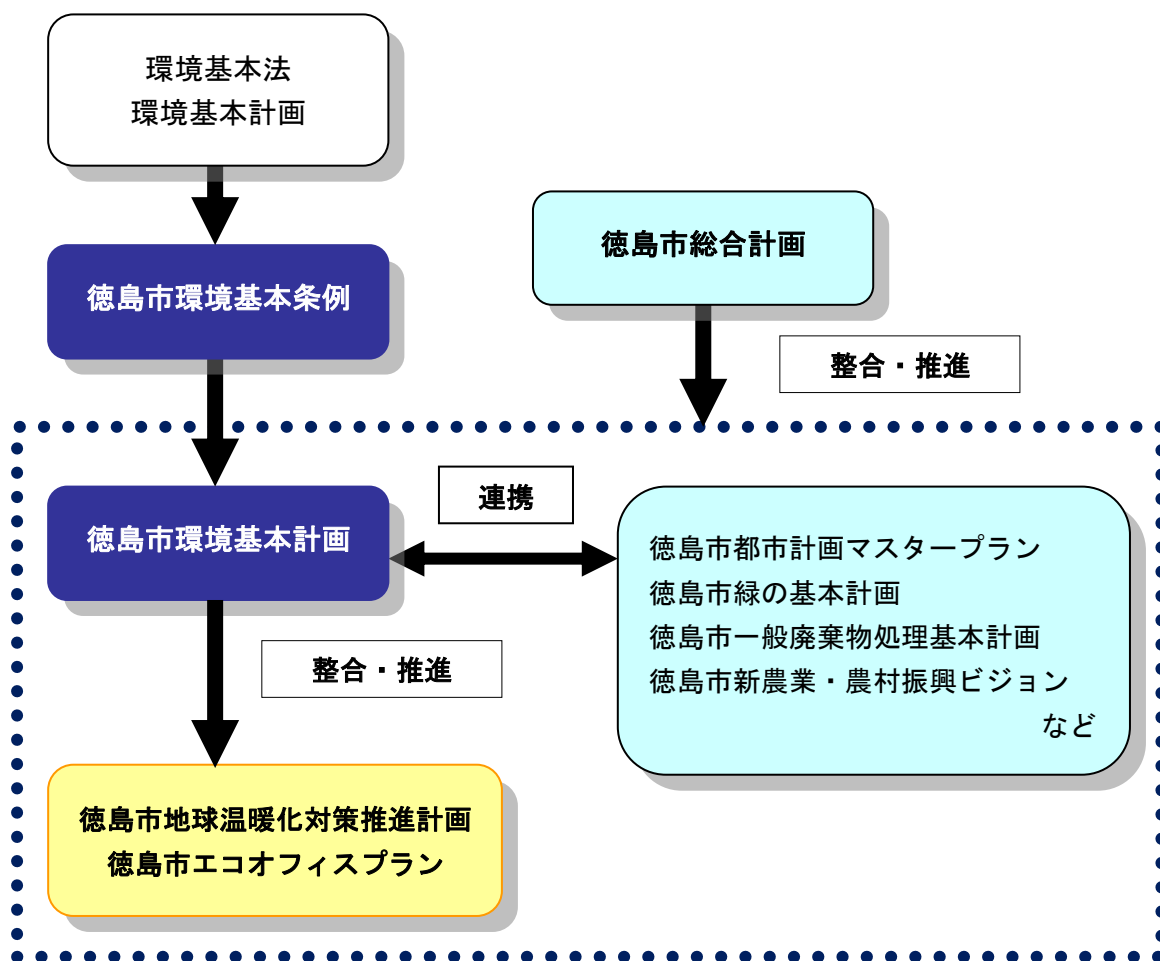 環境基本法
環境基本計画
徳島市総合計画
徳島市環境基本条例
整合・推進
連携
徳島市環境基本計画
徳島市都市計画マスタープラン
徳島市緑の基本計画
徳島市一般廃棄物処理基本計画
徳島市新農業・農村振興ビジョン
など
整合・推進
徳島市地球温暖化対策推進計画
徳島市エコオフィスプラン